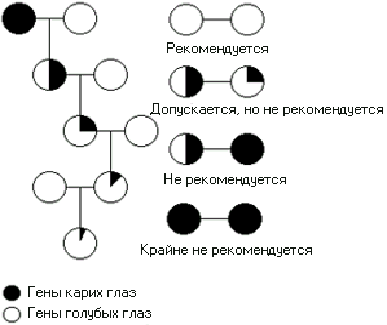 Рекомендуется
Допускается, но не рекомендуется
Не рекомендуется
Крайне не рекомендуется
Гены карих глаз
Гены голубых глаз